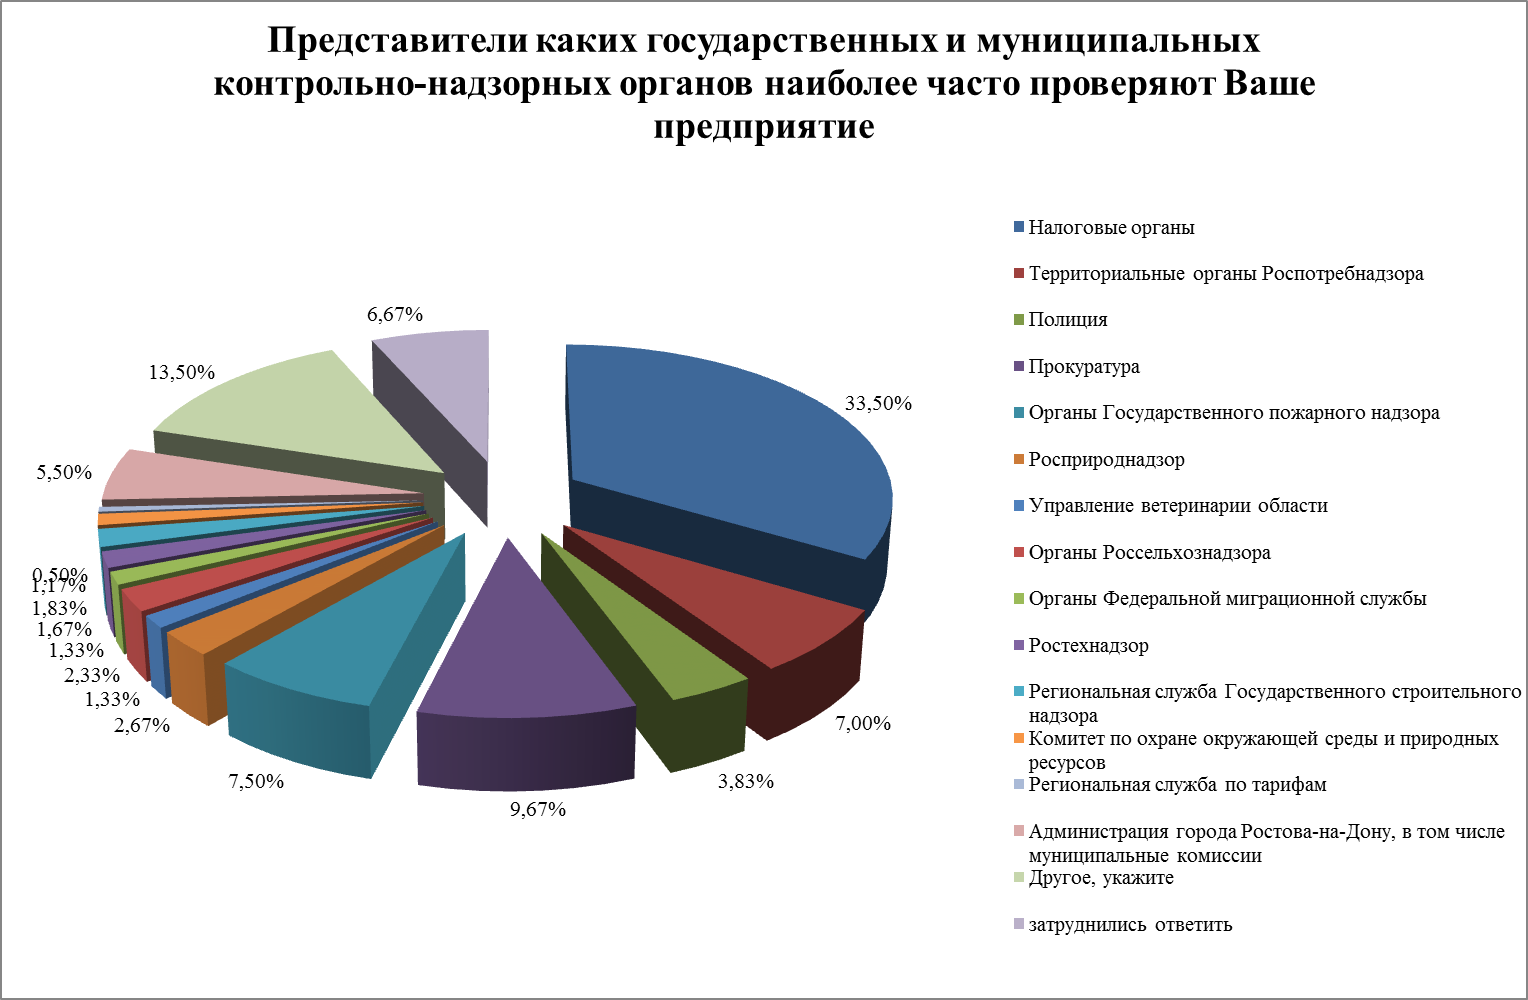 Представители каких государственных и муниципальных
контрольно-надзорных органов наиболее часто проверяют Ваше
предприятие
6,67%
13,50%
33,50%
5,50%
0,50%
1,17%
1,83%
1,67%
1,33%
2,33%
1,33%
2,67%
7,50%
9,67%
3,83%
7,00%
Налоговые органы
Территориальные органы Роспотребнадзора
Полиция
Прокуратура
Органы Государственного пожарного надзора
Росприроднадзор
Управление ветеринарии области
Органы Россельхознадзора
Органы Федеральной миграционной службы
Ростехнадзор
Региональная служба Государственного строительного
надзора
Комитет по охране окружающей среды и природных
ресурсов
Региональная служба по тарифам
Администрация города Ростова-на-Дону, в том числе
муниципальные комиссии
Другое, укажите
затруднились ответить